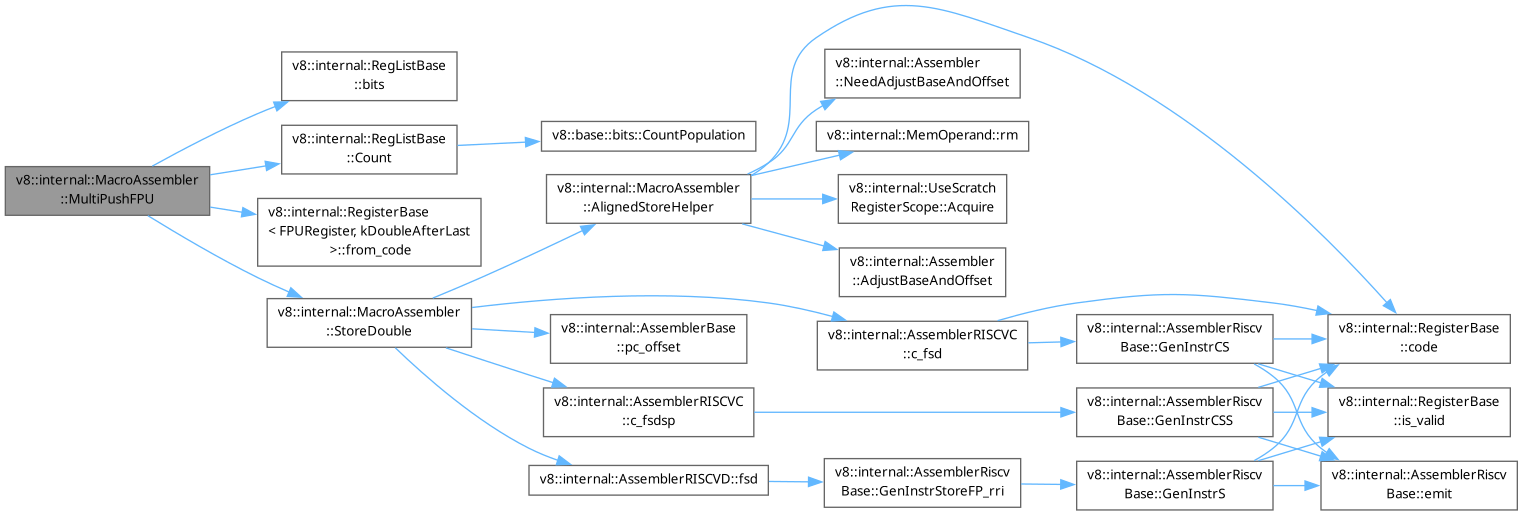 v8::internal::MacroAssembler
::MultiPushFPU
v8::internal::RegListBase
::bits
v8::internal::RegListBase
::Count
v8::internal::RegisterBase
< FPURegister, kDoubleAfterLast
>::from_code
v8::internal::MacroAssembler
::StoreDouble
v8::base::bits::CountPopulation
v8::internal::MacroAssembler
::AlignedStoreHelper
v8::internal::AssemblerBase
::pc_offset
v8::internal::AssemblerRISCVC
::c_fsdsp
v8::internal::AssemblerRISCVD::fsd
v8::internal::Assembler
::NeedAdjustBaseAndOffset
v8::internal::MemOperand::rm
v8::internal::UseScratch
RegisterScope::Acquire
v8::internal::Assembler
::AdjustBaseAndOffset
v8::internal::AssemblerRISCVC
::c_fsd
v8::internal::AssemblerRiscv
Base::GenInstrStoreFP_rri
v8::internal::AssemblerRiscv
Base::GenInstrCS
v8::internal::AssemblerRiscv
Base::GenInstrCSS
v8::internal::AssemblerRiscv
Base::GenInstrS
v8::internal::RegisterBase
::code
v8::internal::RegisterBase
::is_valid
v8::internal::AssemblerRiscv
Base::emit